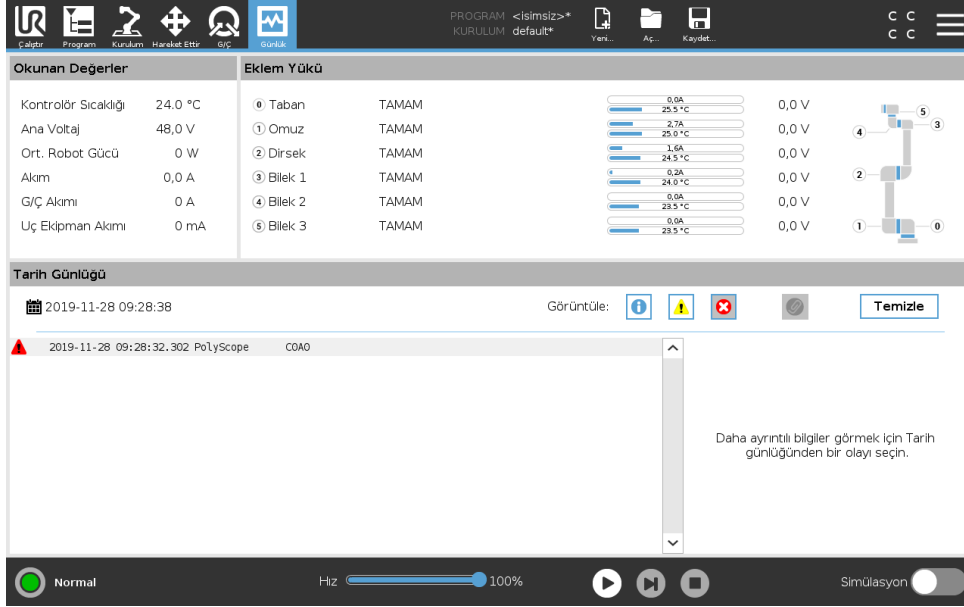 PROGRAM <isimsiz>*
KURULUM default*
Çalıştır Program Kurulum Hareket Ettir G/Ç Günlük Yeni... Aç... Kaydet...
C C
C C
Okunan Değerler Eklem Yükü
Kontrolör Sıcaklığı 24.0 °C 0 Taban TAMAM 0,0A 25.5 °C 0,0 V
Ana Voltaj 48,0 V 1 Omuz TAMAM 2,7A 25.0 °C 0,0 V
Ort. Robot Gücü 0 W 2 Dirsek TAMAM 1,6A 24.5 °C 0,0 V
Akım 0,0 A 3 Bilek 1 TAMAM 0,2A 24.0 °C 0,0 V
G/Ç Akımı 0 A 4 Bilek 2 TAMAM 0,0A 23.5 °C 0,0 V
Uç Ekipman Akımı 0 mA 5 Bilek 3 TAMAM 0,0A 23.5 °C 0,0 V
5
3
4
2
1 0
Tarih Günlüğü
2019-11-28 09:28:38 Görüntüle: Temizle
2019-11-28 09:28:32.302 PolyScope C0A0
Daha ayrıntılı bilgiler görmek için Tarih
günlüğünden bir olayı seçin.
Normal Hız 100% Simülasyon